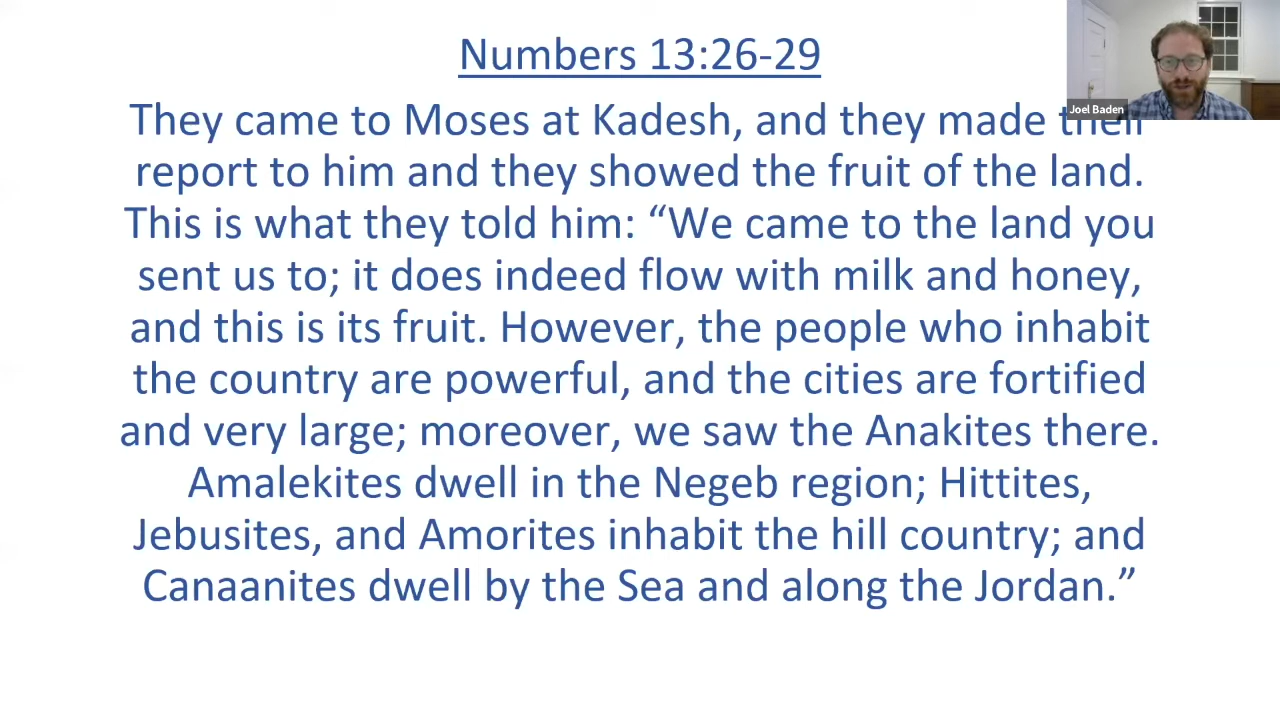 Numbers 13:26-29
They came to Moses at Kadesh, and they made their
report to him and they showed the fruit of the land.
This is what they told him: “We came to the land you
sent us to; it does indeed flow with milk and honey,
and this is its fruit. However, the people who inhabit
the country are powerful, and the cities are fortified
and very large; moreover, we saw the Anakites there.
Amalekites dwell in the Negeb region; Hittites,
Jebusites, and Amorites inhabit the hill country; and
Canaanites dwell by the Sea and along the Jordan.”
Joel Baden